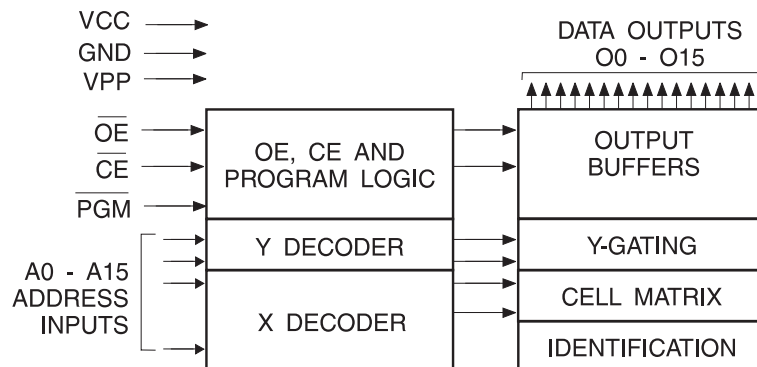 VCC
GND
VPP
OE
CE
PGM
A0 - A15
ADDRESS
INPUTS
OE, CE AND
PROGRAM LOGIC
Y DECODER
X DECODER
DATA OUTPUTS
O0 - O15
OUTPUT
BUFFERS
Y-GATING
CELL MATRIX
IDENTIFICATION